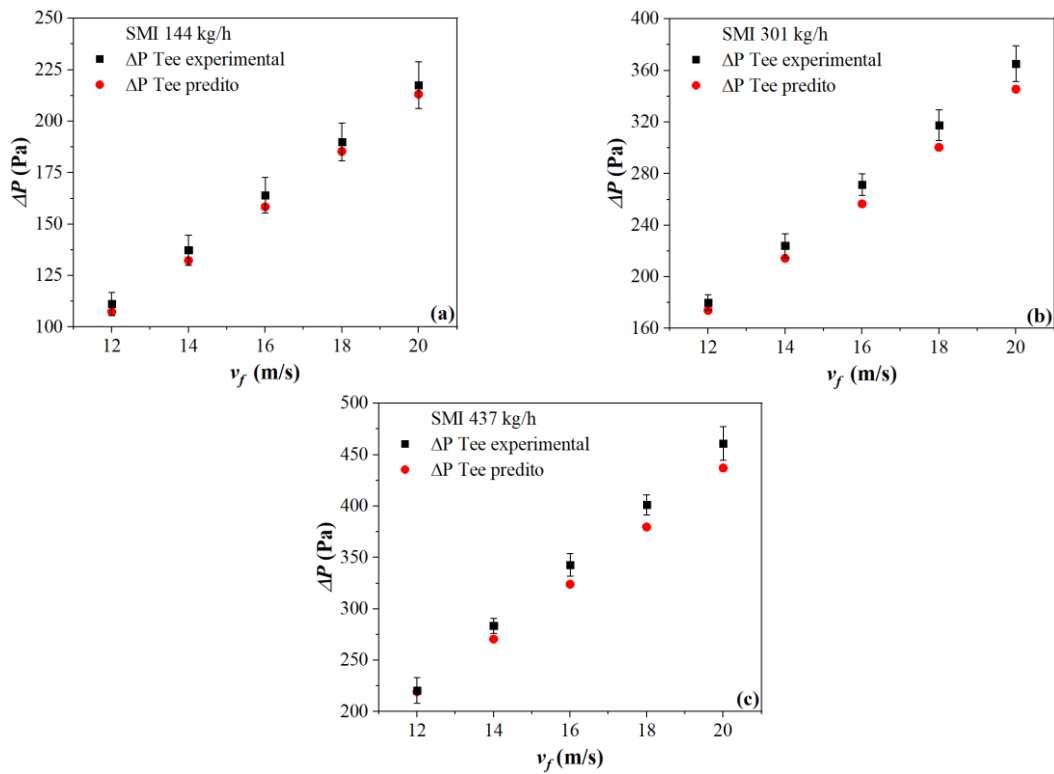 250
225
200
175
150
125
100
ΔP (Pa)
SMI 144 kg/h
ΔP Tee experimental
ΔP Tee predito
(a)
12 14 16 18 20
v_f (m/s)
400
360
320
280
240
200
160
ΔP (Pa)
SMI 301 kg/h
ΔP Tee experimental
ΔP Tee predito
(b)
12 14 16 18 20
v_f (m/s)
500
450
400
350
300
250
200
ΔP (Pa)
SMI 437 kg/h
ΔP Tee experimental
ΔP Tee predito
(c)
12 14 16 18 20
v_f (m/s)